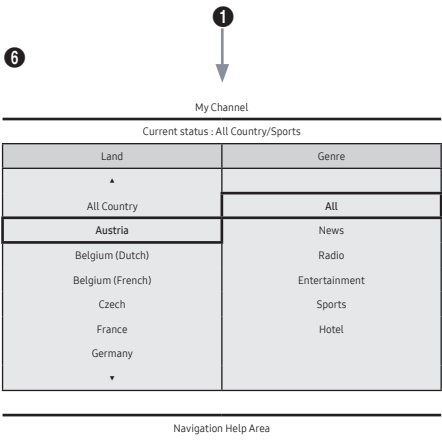 ❶
❻
My Channel
Current status : All Country/Sports
Land Genre
▲
All Country All
Austria News
Belgium (Dutch) Radio
Belgium (French) Entertainment
Czech Sports
France Hotel
Germany
▼
Navigation Help Area